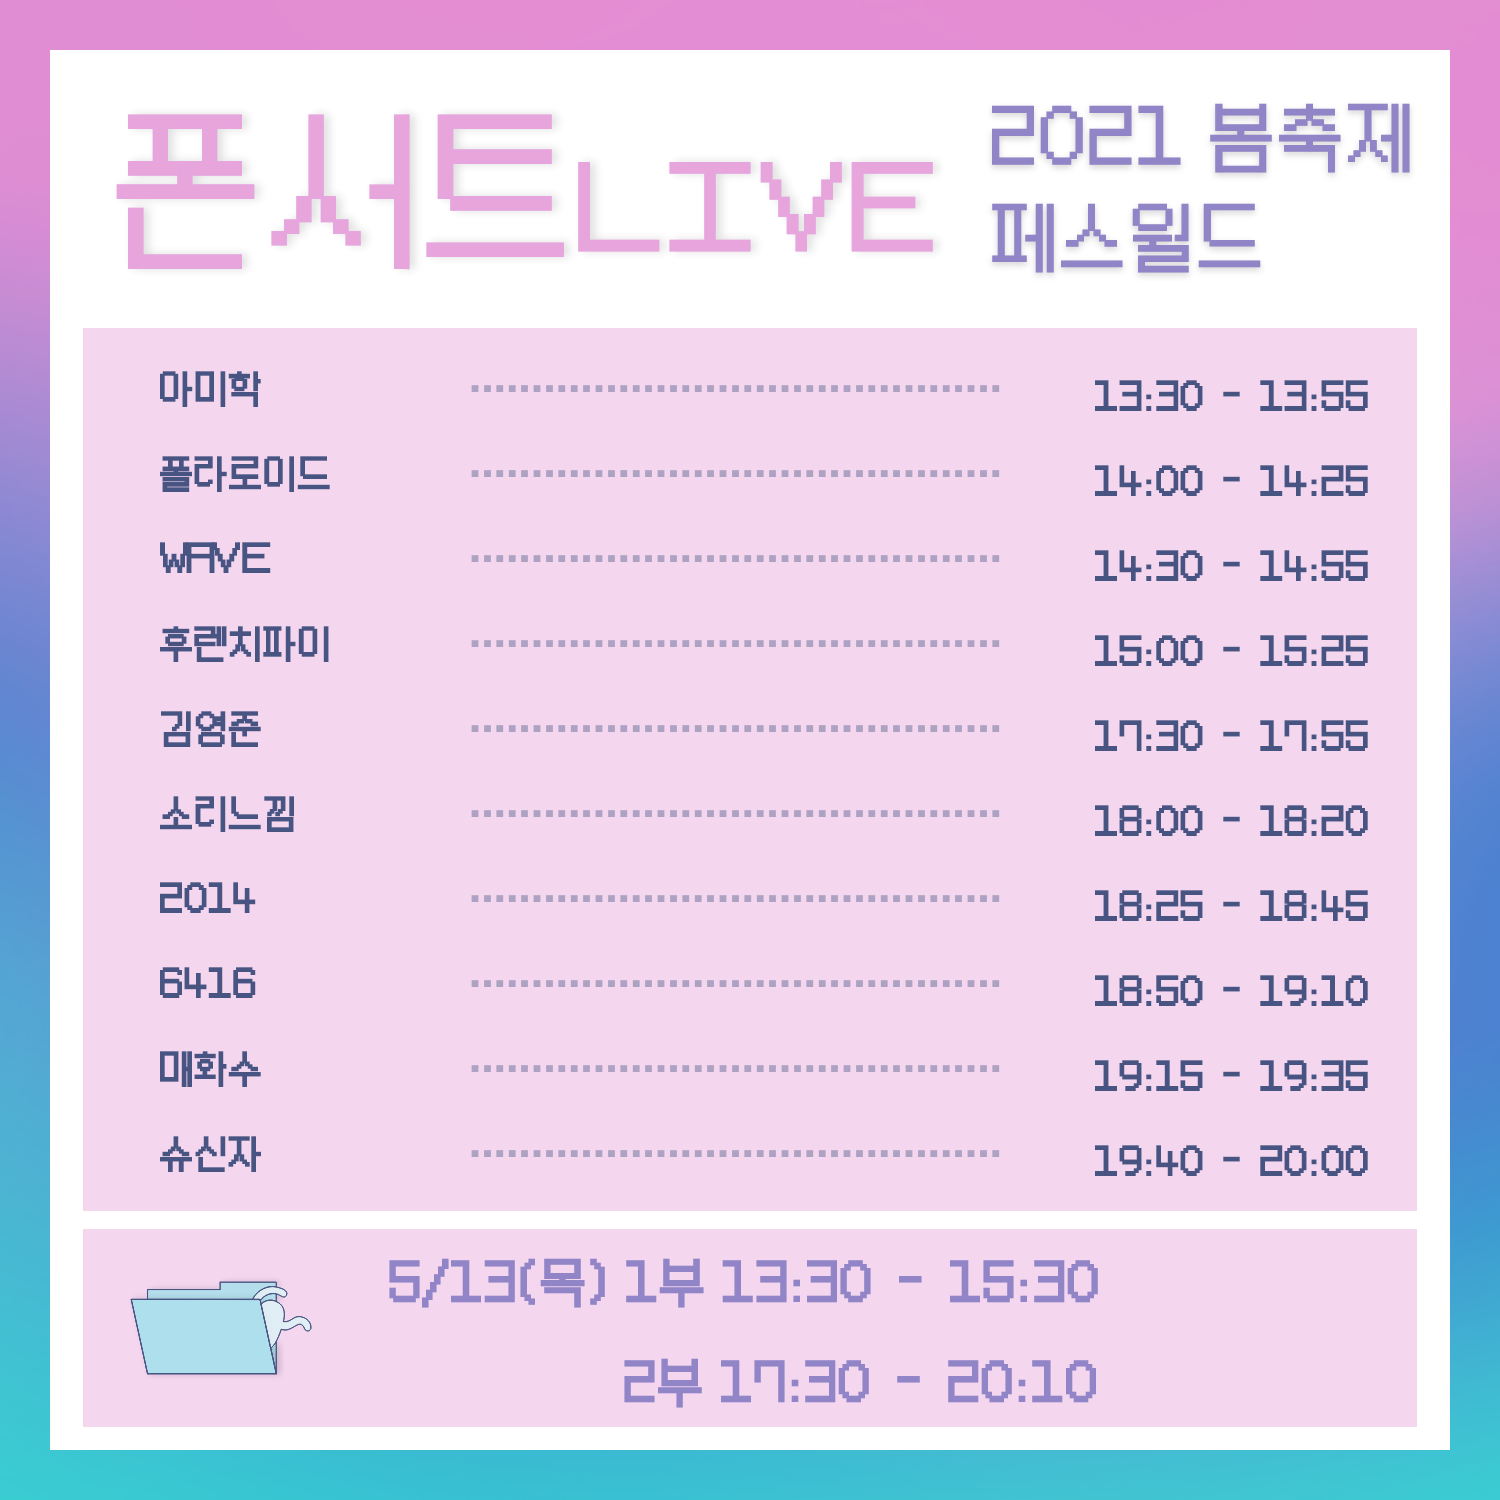 폰서트LIVE
2021 봄축제
페스월드
아미학 13:30 - 13:55
폴라로이드 14:00 - 14:25
WAVE 14:30 - 14:55
후렌치파이 15:00 - 15:25
김영준 17:30 - 17:55
소리느낌 18:00 - 18:20
2014 18:25 - 18:45
6416 18:50 - 19:10
매화수 19:15 - 19:35
슈신자 19:40 - 20:00
5/13(목) 1부 13:30 - 15:30
2부 17:30 - 20:10